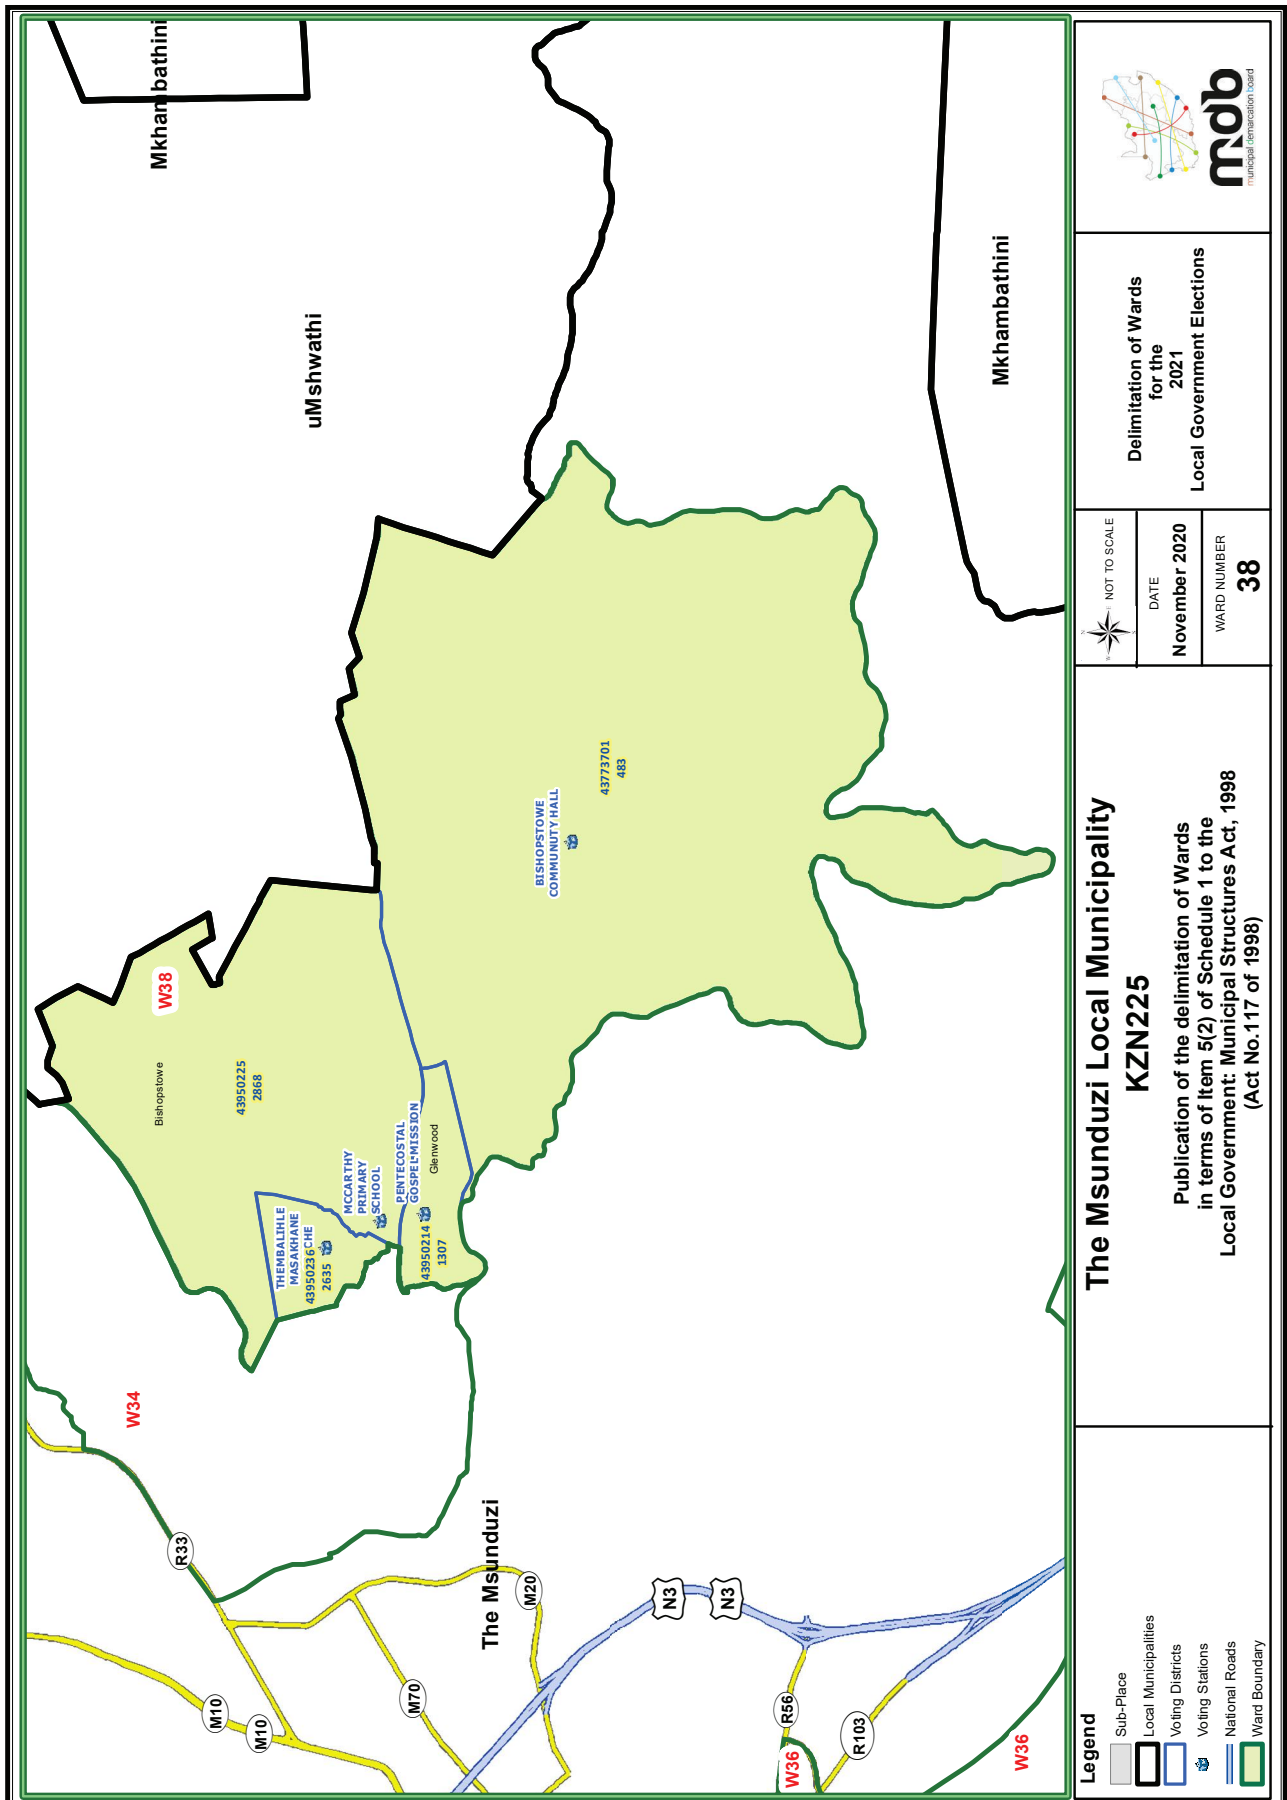 Mkhambathini
uMshwathi
Mkhambathini
W38
Bishopstowe
43950225
2868
THEMBALIHLE
MASAKHANE
CHE
43950236
2635
MCCARTHY
PRIMARY
SCHOOL
PENTECOSTAL
GOSPEL MISSION
Glenwood
43950214
1307
BISHOPSTOWE
COMMUNUTY HALL
43773701
483
W34
R33
The Msunduzi
M20
M10
M10
M70
N3
N3
R56
R103
W36
W36
Legend
Sub-Place
Local Municipalities
Voting Districts
Voting Stations
National Roads
Ward Boundary
The Msunduzi Local Municipality
KZN225
Publication of the delimitation of Wards
in terms of Item 5(2) of Schedule 1 to the
Local Government: Municipal Structures Act, 1998
(Act No.117 of 1998)
N
W
E
S
NOT TO SCALE
DATE
November 2020
WARD NUMBER
38
Delimitation of Wards
for the
2021
Local Government Elections
mdb
municipal demarcation board